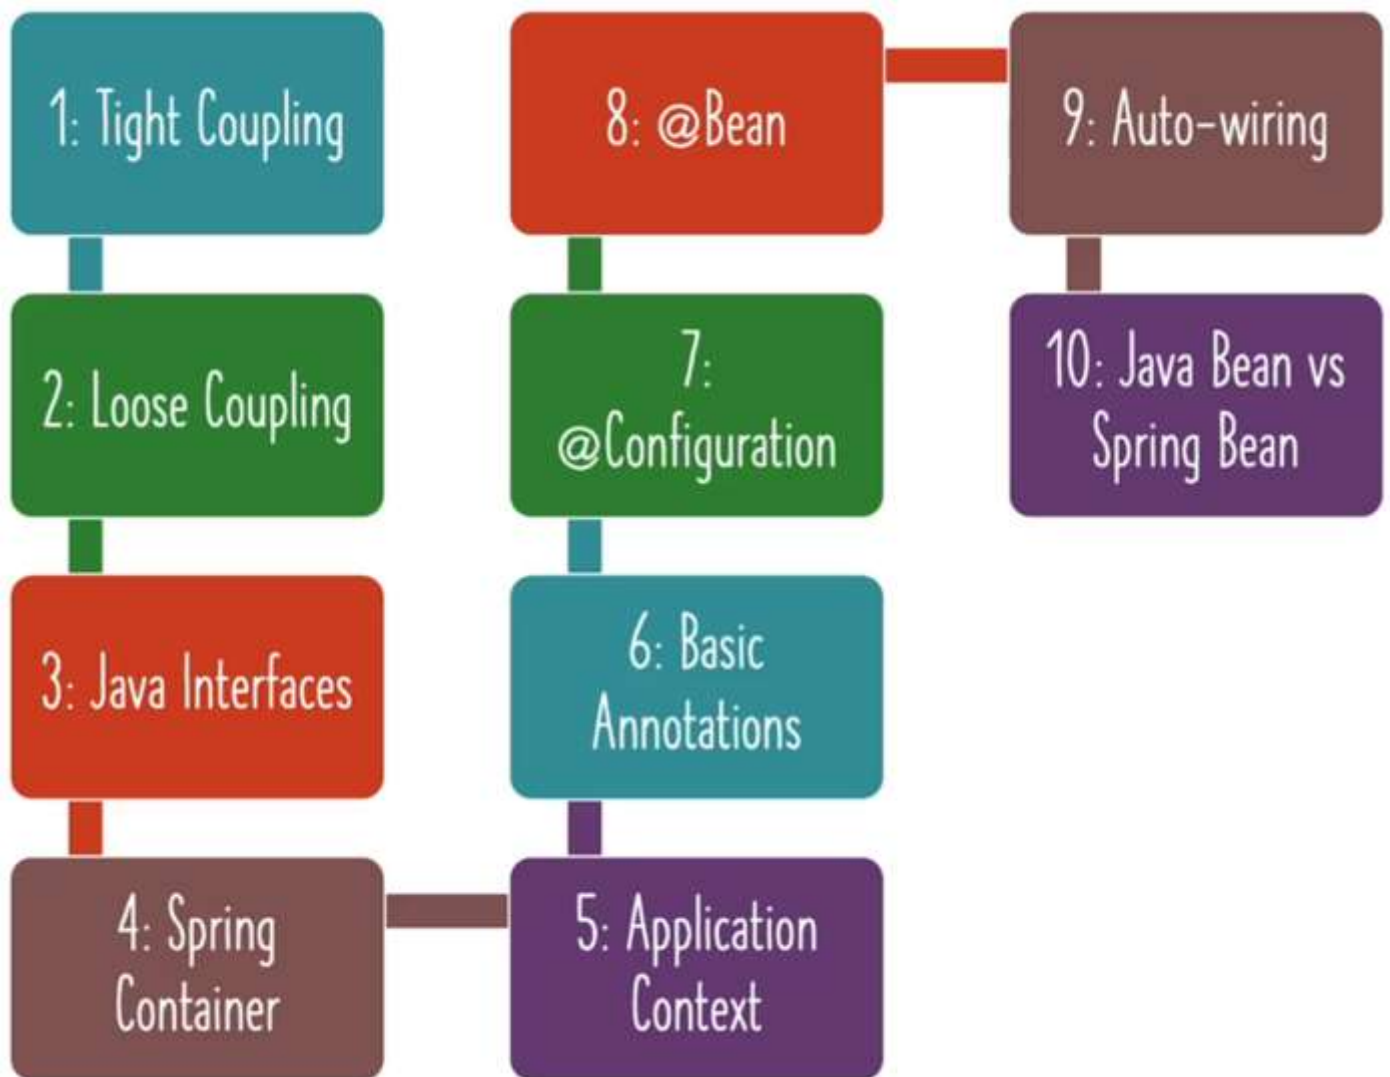 1: Tight Coupling
2: Loose Coupling
3: Java Interfaces
4: Spring
Container
5: Application
Context
6: Basic
Annotations
7:
@Configuration
8: @Bean
9: Auto-wiring
10: Java Bean vs
Spring Bean